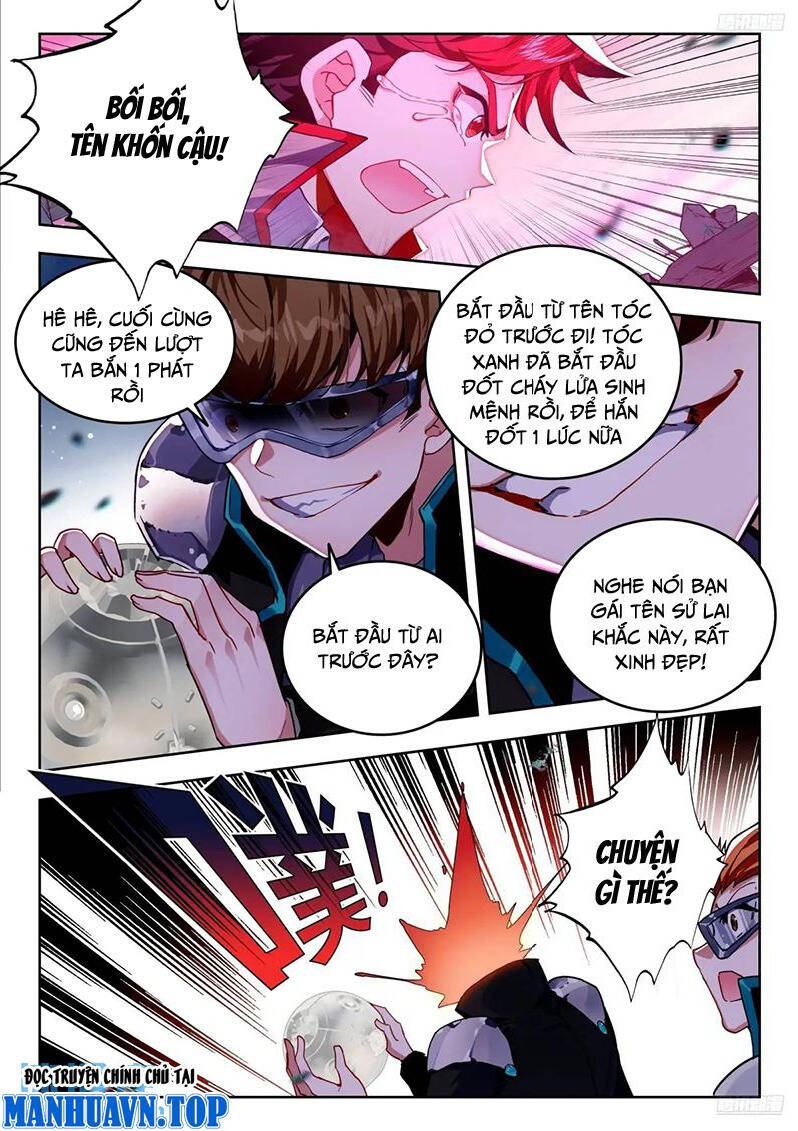 BỐI BỐI,
TÊN KHỐN CẬU!
HÊ HÊ, CUỐI CÙNG
CŨNG ĐẾN LƯỢT
TA BẮN 1 PHÁT
RỒI
BẮT ĐẦU TỪ TÊN TÓC
ĐỎ TRƯỚC ĐI! TÓC
XANH ĐÃ BẮT ĐẦU
ĐỐT CHÁY LỬA SINH
MỆNH RỒI, ĐỂ HẮN
ĐỐT 1 LÚC NỮA
BẮT ĐẦU TỪ AI
TRƯỚC ĐÂY?
NGHE NÓI BẠN
GÁI TÊN SỬ LAI
KHẮC NÀY, RẤT
XINH ĐẸP!
噗!
CHUYỆN
GÌ THẾ?
ĐỌC TRUYỆN CHÍNH CHỦ TẠI
MANHUAVN.TOP